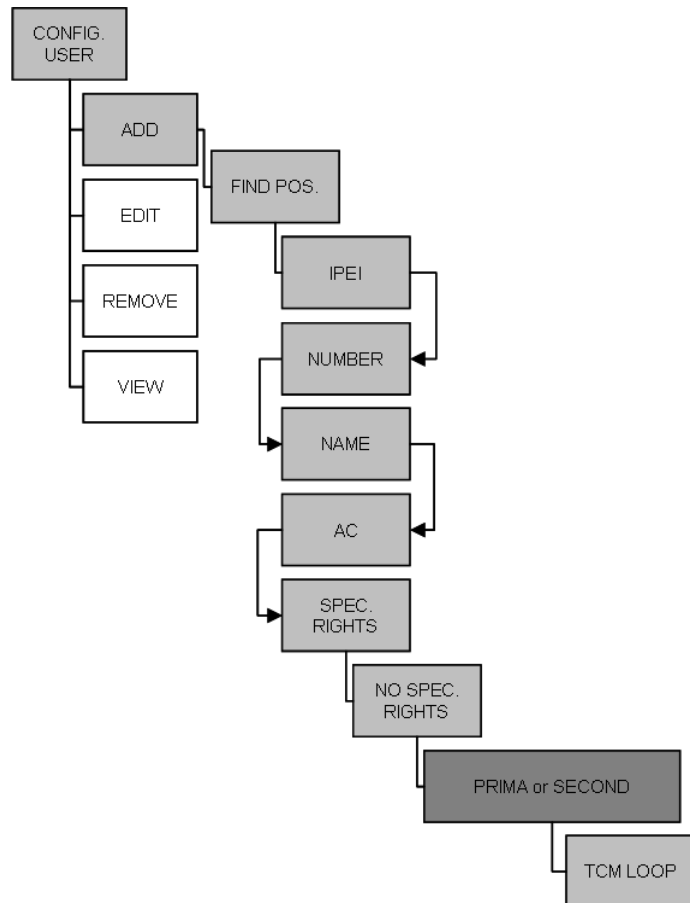 CONFIG.
USER
ADD
FIND POS.
EDIT
IPEI
REMOVE
NUMBER
VIEW
NAME
AC
SPEC.
RIGHTS
NO SPEC.
RIGHTS
PRIMA or SECOND
TCM LOOP